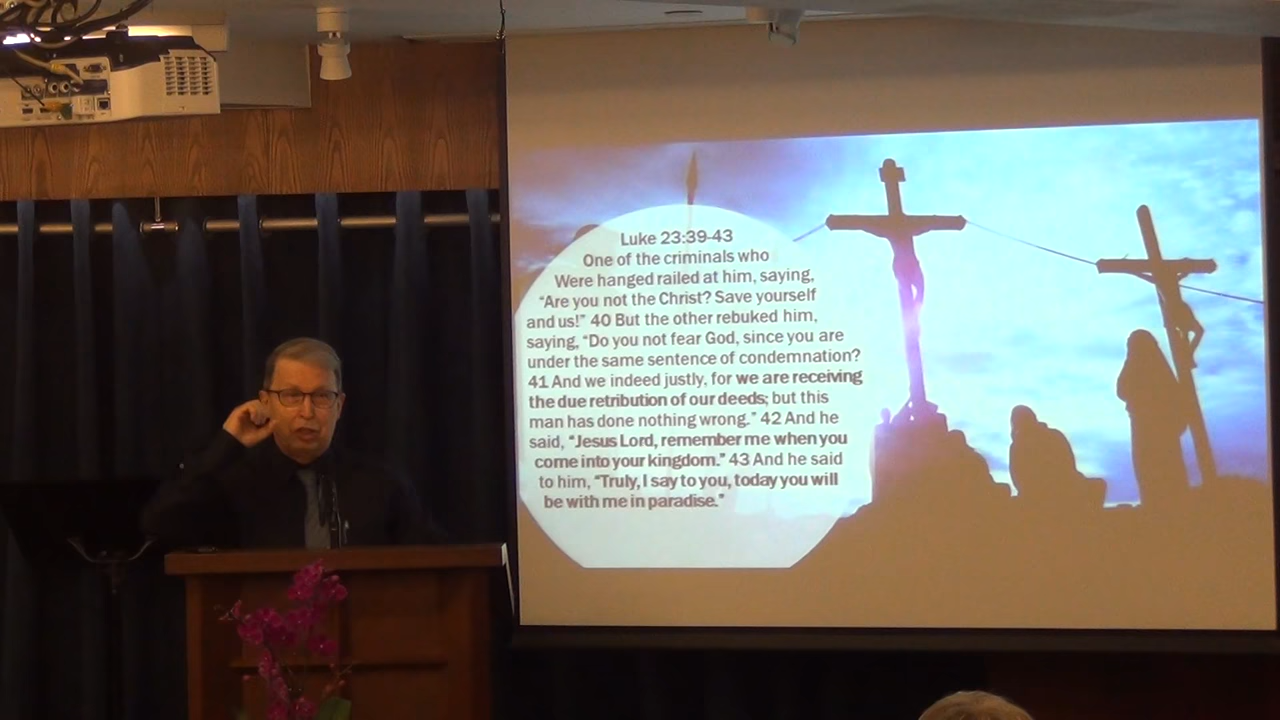 Luke 23:39-43
One of the criminals who
Were hanged railed at him, saying,
“Are you not the Christ? Save yourself
and us!” 40 But the other rebuked him,
saying, “Do you not fear God, since you are
under the same sentence of condemnation?
41 And we indeed justly, for we are receiving
the due retribution of our deeds; but this
man has done nothing wrong.” 42 And he
said, “Jesus Lord, remember me when you
come into your kingdom.” 43 And he said
to him, “Truly, I say to you, today you will
be with me in paradise.”